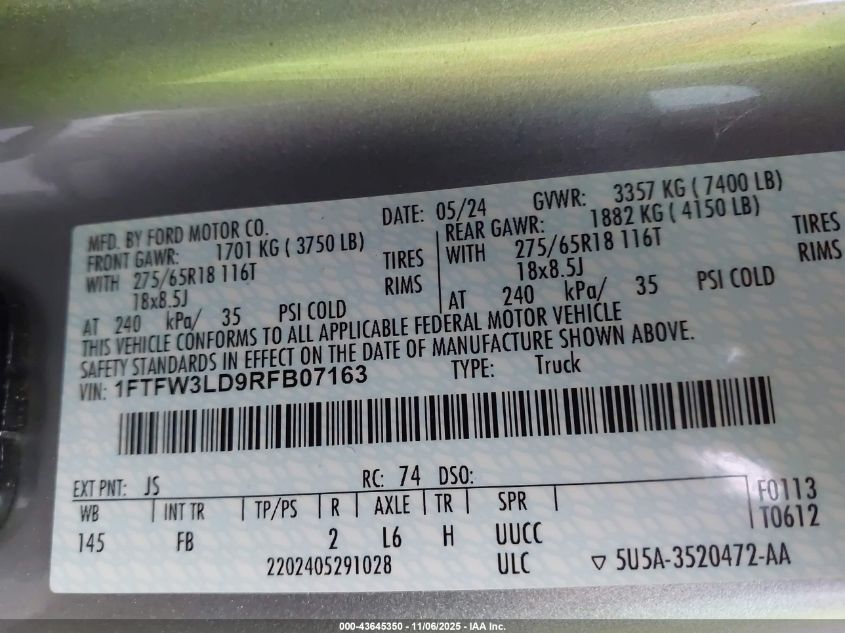 MFD. BY FORD MOTOR CO.
DATE: 05/24
GVWR: 3357 KG ( 7400 LB)
FRONT GAWR: 1701 KG ( 3750 LB)
WITH 275/65R18 116T TIRES
18x8.5J RIMS
AT 240 kPa/ 35 PSI COLD
REAR GAWR: 1882 KG ( 4150 LB)
WITH 275/65R18 116T TIRES
18x8.5J RIMS
AT 240 kPa/ 35 PSI COLD
THIS VEHICLE CONFORMS TO ALL APPLICABLE FEDERAL MOTOR VEHICLE
SAFETY STANDARDS IN EFFECT ON THE DATE OF MANUFACTURE SHOWN ABOVE.
VIN: 1FTFW3LD9RFB07163 TYPE: Truck
EXT PNT: JS RC: 74 DSO:
WB INT TR TP/PS R AXLE TR SPR F0113
T0612
145 FB 2 L6 H UUCC
2202405291028 ULC 5U5A-3520472-AA
000-43645350 - 11/06/2025 - IAA Inc.